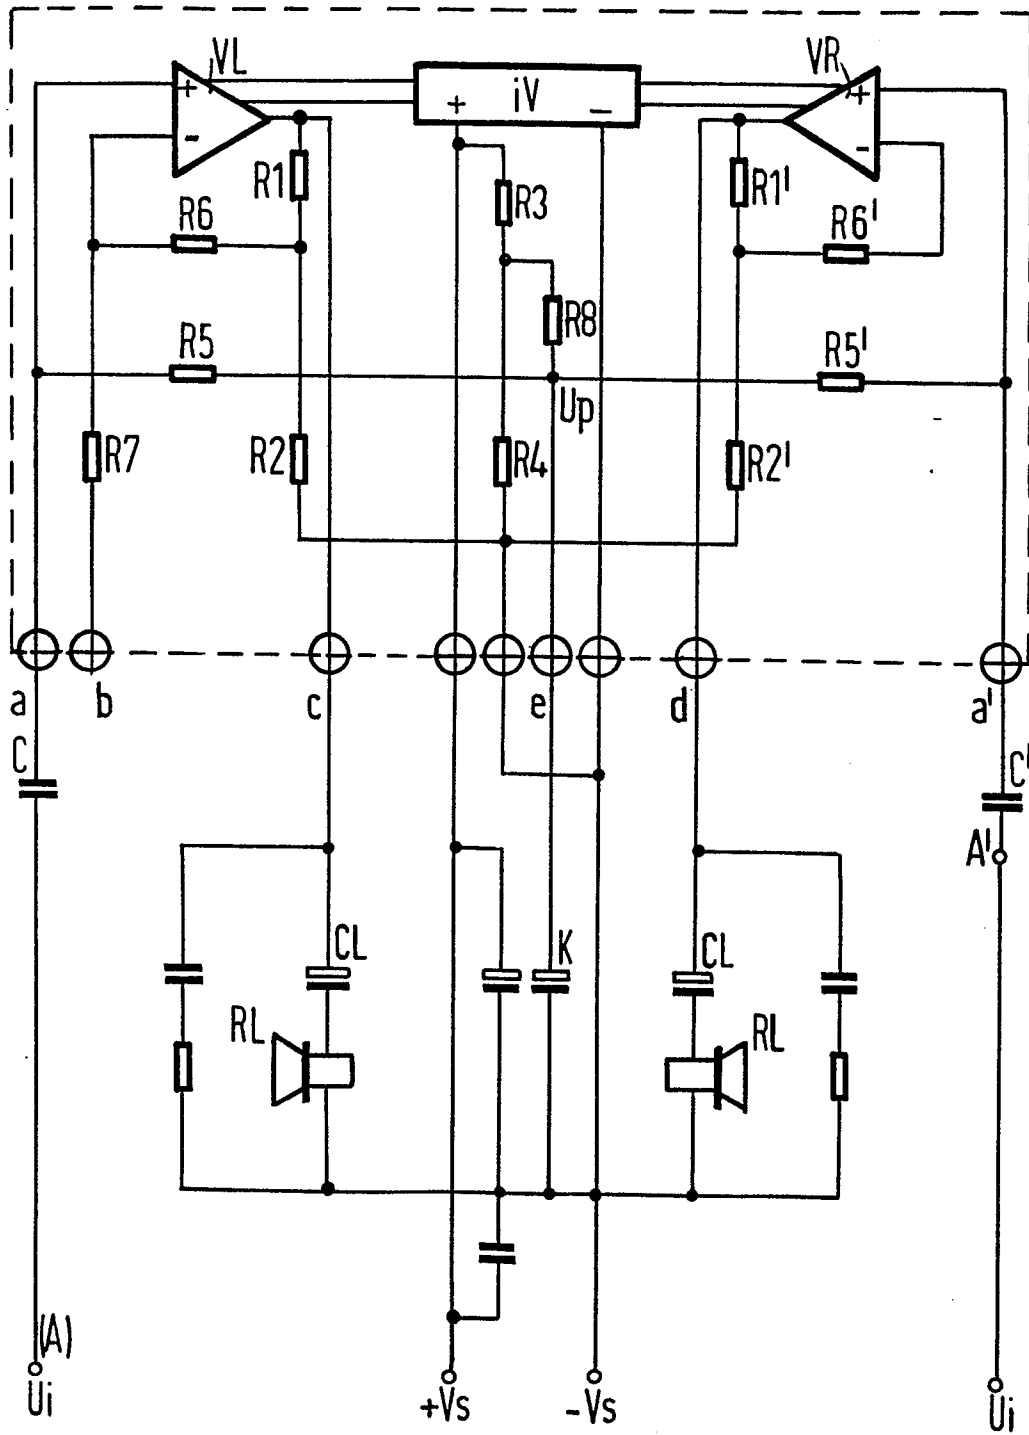 VL
VR
iV
+
-
+
-
+
-
R1
R3
R1'
R6
R6'
R8
R5
R5'
Up
R7
R2
R4
R2'
a
b
c
e
d
a'
C
C'
A'
CL
K
CL
RL
RL
(A)
Ui
+Vs
-Vs
Ui